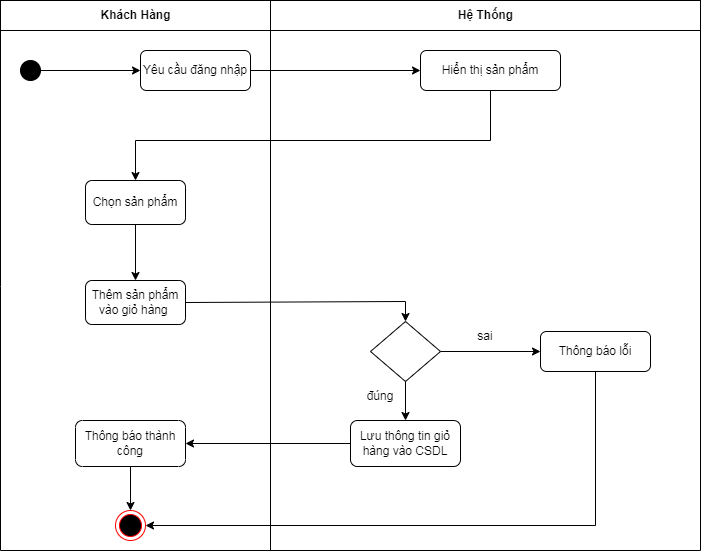 Khách Hàng
Hệ Thống
Yêu cầu đăng nhập
Hiển thị sản phẩm
Chọn sản phẩm
Thêm sản phẩm
vào giỏ hàng
sai
Thông báo lỗi
đúng
Thông báo thành
công
Lưu thông tin giỏ
hàng vào CSDL